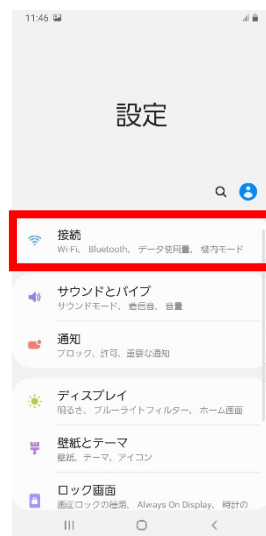 11:46
設定
接続
Wi-Fi、 Bluetooth、 データ使用量、 機内モード
サウンドとバイブ
サウンドモード、 着信音、 音量
通知
ブロック、許可、重要な通知
ディスプレイ
明るさ、 ブルーライトフィルター、 ホーム画面
壁紙とテーマ
壁紙、テーマ、アイコン
ロック画面
画面ロックの種類、 Always On Display、 時計の